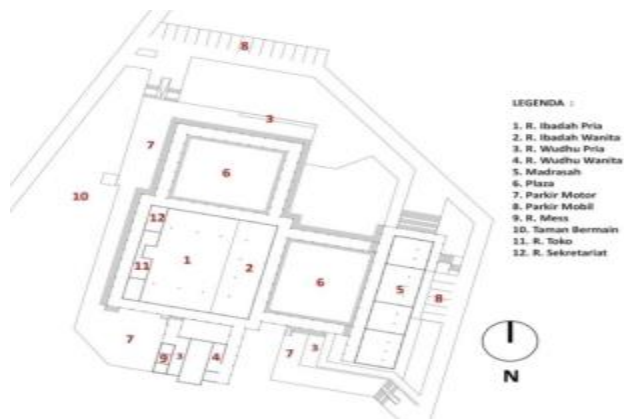 8
3
7
6
10
12
11
1
2
6
5
8
7
9
3
4
7
3
LEGENDA :
1. R. Ibadah Pria
2. R. Ibadah Wanita
3. R. Wudhu Pria
4. R. Wudhu Wanita
5. Madrasah
6. Plaza
7. Parkir Motor
8. Parkir Mobil
9. R. Mess
10. Taman Bermain
11. R. Toko
12. R. Sekretariat
N